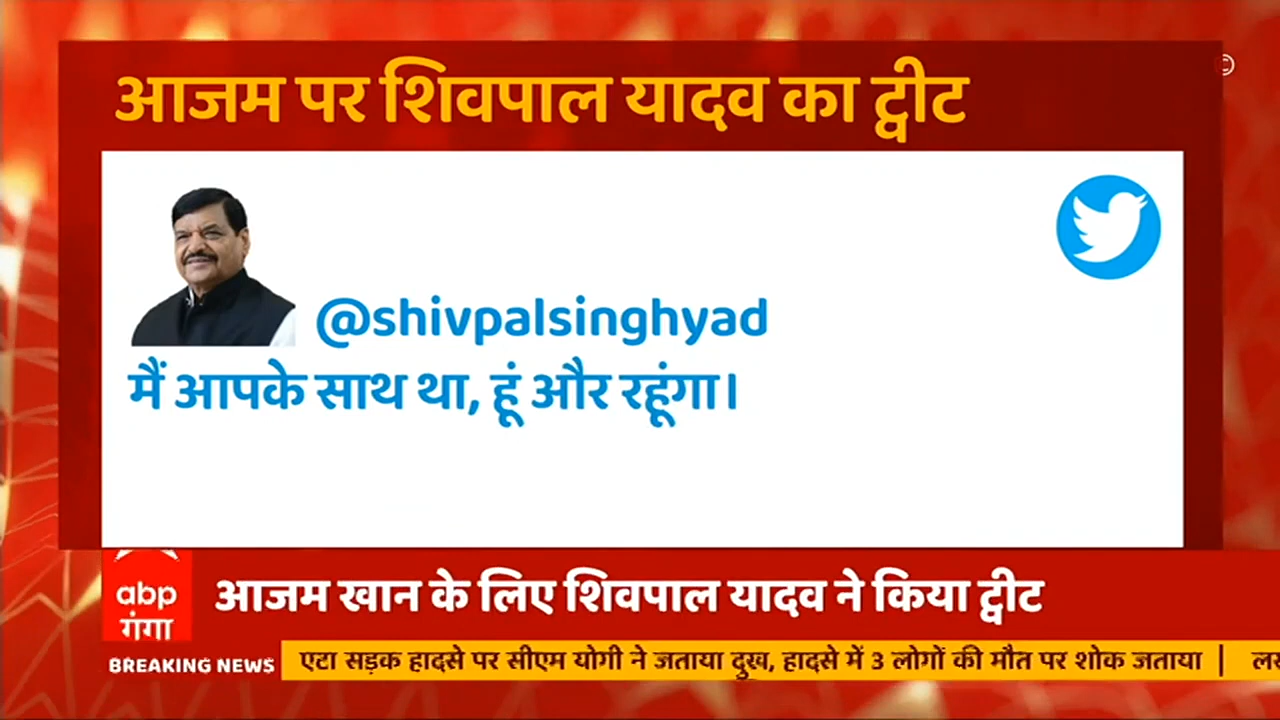 आजम पर शिवपाल यादव का ट्वीट
©
@shivpalsinghyad
मैं आपके साथ था, हूं और रहूंगा।
abp
गंगा
आजम खान के लिए शिवपाल यादव ने किया ट्वीट
BREAKING NEWS
एटा सड़क हादसे पर सीएम योगी ने जताया दुख, हादसे में 3 लोगों की मौत पर शोक जताया |